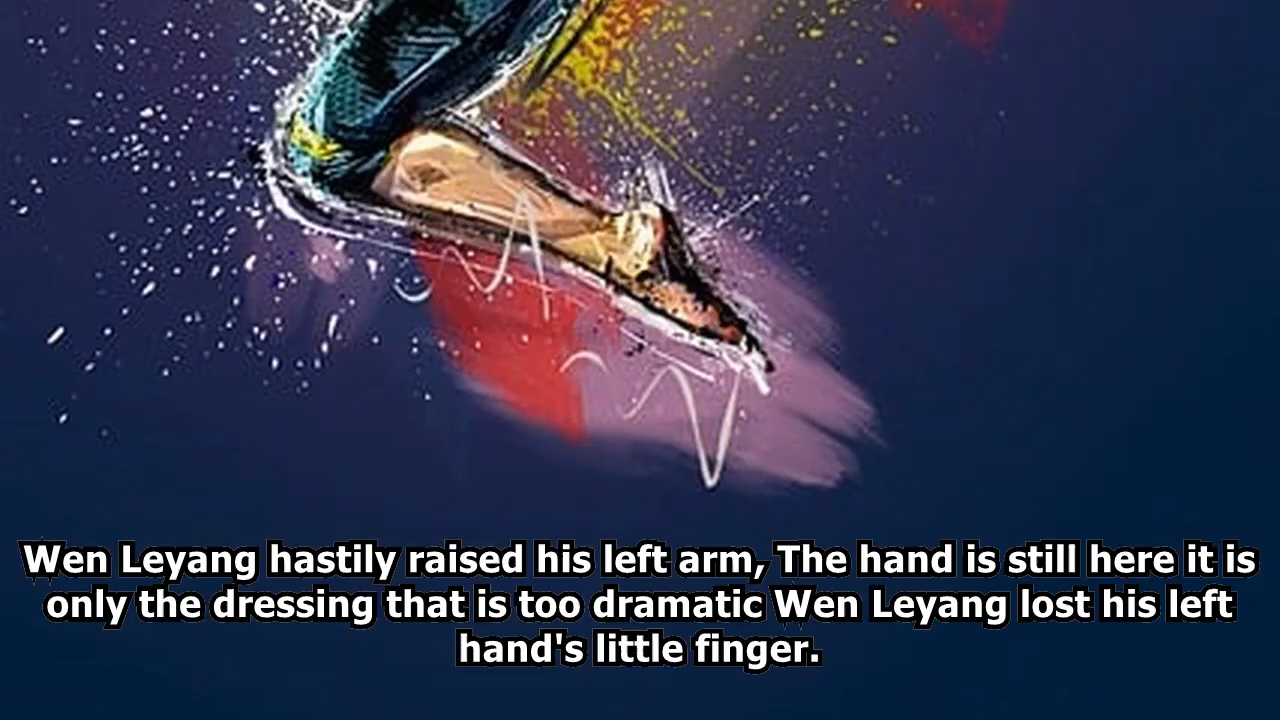 Wen Leyang hastily raised his left arm, The hand is still here it is
only the dressing that is too dramatic Wen Leyang lost his left
hand's little finger.